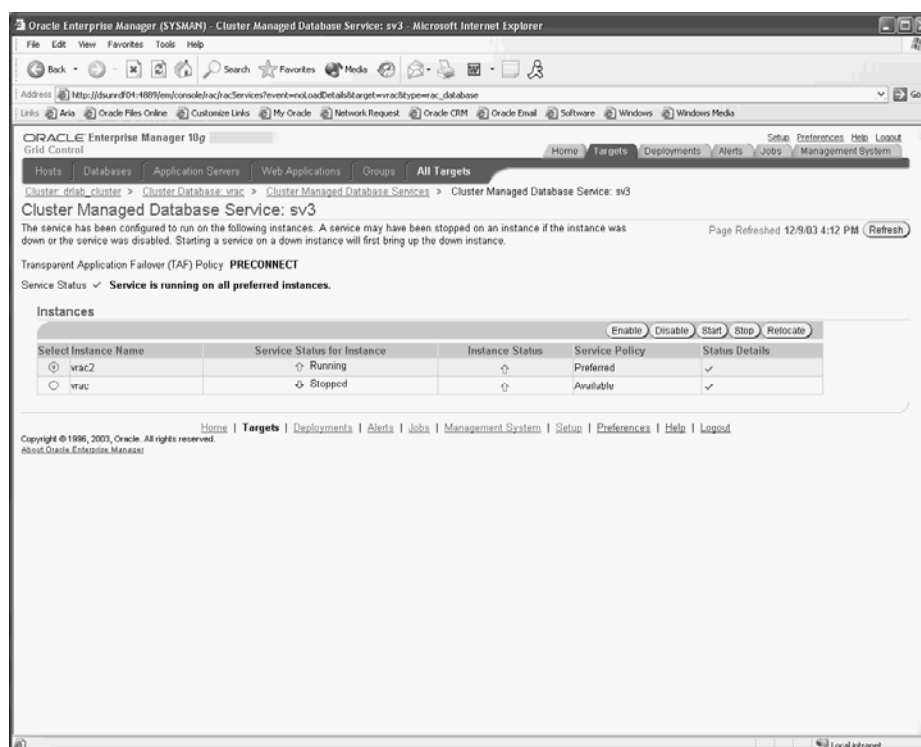 Oracle Enterprise Manager (SYSMAN) - Cluster Managed Database Service: sv3 - Microsoft Internet Explorer
File Edit View Favorites Tools Help
Back Search Favorites Media
Address http://dsunrdf04:4889/em/console/rac/racServices?event=noLoadDetails&target=vrac&type=rac_database Go
Links Aria Oracle Files Online Customize Links My Oracle Network Request Oracle CRM Oracle Email Software Windows Windows Media
ORACLE Enterprise Manager 10g
Setup Preferences Help Logout
Grid Control
Home Targets Deployments Alerts Jobs Management System
Hosts Databases Application Servers Web Applications Groups All Targets
Cluster: drlab_cluster > Cluster Database: vrac > Cluster Managed Database Services > Cluster Managed Database Service: sv3
Cluster Managed Database Service: sv3
The service has been configured to run on the following instances. A service may have been stopped on an instance if the instance was
down or the service was disabled. Starting a service on a down instance will first bring up the down instance.
Page Refreshed 12/9/03 4:12 PM Refresh
Transparent Application Failover (TAF) Policy PRECONNECT
Service Status Service is running on all preferred instances.
Instances
Enable Disable Start Stop Relocate
Select Instance Name Service Status for Instance Instance Status Service Policy Status Details
vrac2 Running Preferred
Stopped Available
Home | Targets | Deployments | Alerts | Jobs | Management System | Setup | Preferences | Help | Logout
Copyright © 1996, 2003, Oracle. All rights reserved.
About Oracle Enterprise Manager
Local intranet